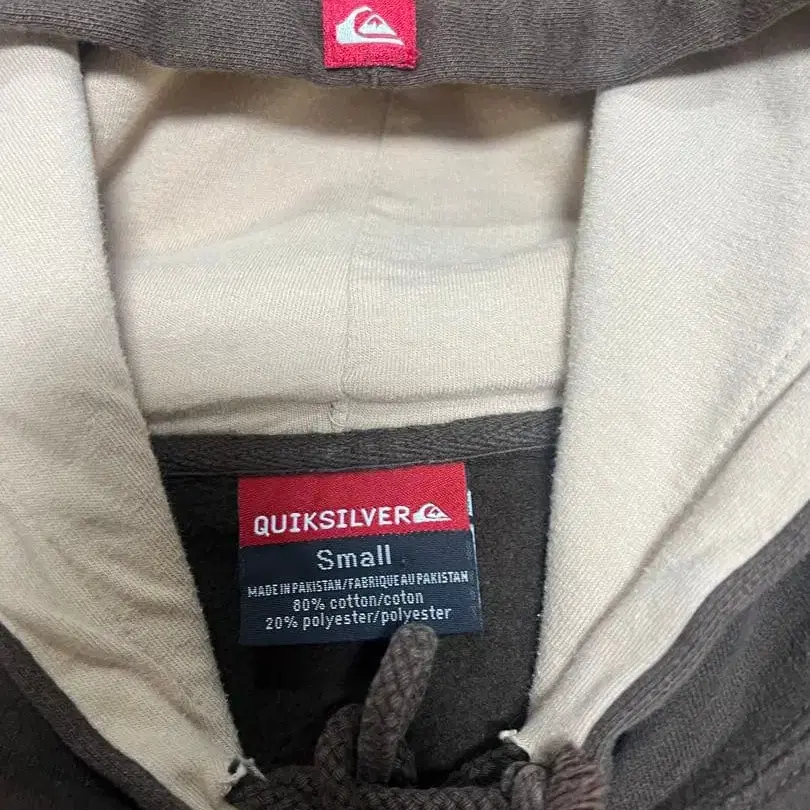 QUIKSILVER
Small
MADE IN PAKISTAN/FABRIQUE AU PAKISTAN
80% cotton/coton
20% polyester/polyester